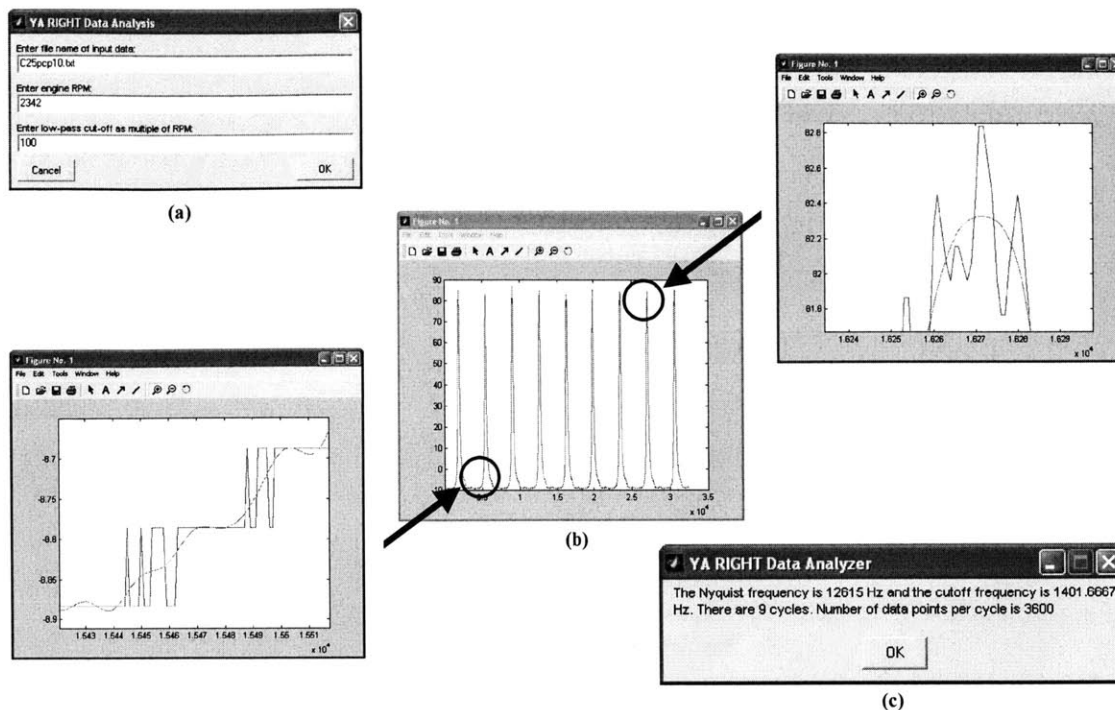 YA RIGHT Data Analysis
Enter file name of input data:
C25pcp10.txt
Enter engine RPM:
2342
Enter low-pass cut-off as multiple of RPM:
100
Cancel
OK
(a)
Figure No. 1
File Edit Tools Window Help
82.8
82.6
82.4
82.2
82
81.8
1.624 1.625 1.626 1.627 1.628 1.629
x 10⁴
Figure No. 1
File Edit Tools Window Help
90
80
70
60
50
40
30
20
10
0
1 1.5 2 2.5 3 3.5
x 10⁴
(b)
Figure No. 1
File Edit Tools Window Help
-8.7
-8.75
-8.8
-8.85
-8.9
1.543 1.544 1.545 1.546 1.547 1.548 1.549 1.55 1.551
x 10⁴
YA RIGHT Data Analyzer
The Nyquist frequency is 12615 Hz and the cutoff frequency is 1401.6667
Hz. There are 9 cycles. Number of data points per cycle is 3600
OK
(c)